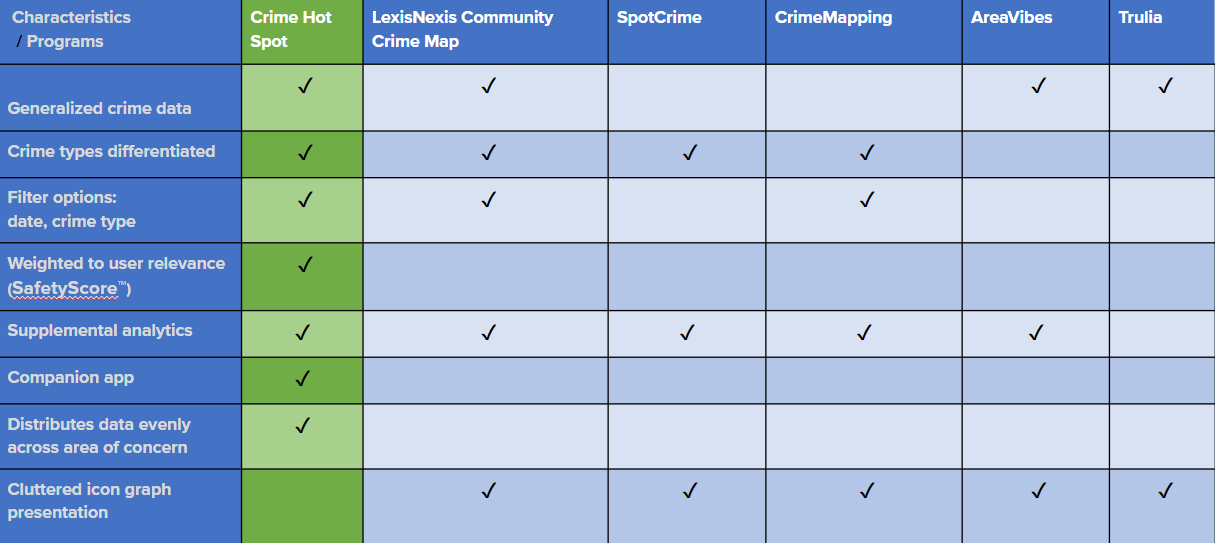 Characteristics
/ Programs
Crime Hot
Spot
LexisNexis Community
Crime Map
SpotCrime
CrimeMapping
AreaVibes
Trulia
Generalized crime data
✓ ✓ ✓ ✓
Crime types differentiated
✓ ✓ ✓ ✓
Filter options:
date, crime type
✓ ✓ ✓
Weighted to user relevance
(SafetyScore™)
✓
Supplemental analytics
✓ ✓ ✓ ✓ ✓
Companion app
✓
Distributes data evenly
across area of concern
✓
Cluttered icon graph
presentation
✓ ✓ ✓ ✓ ✓